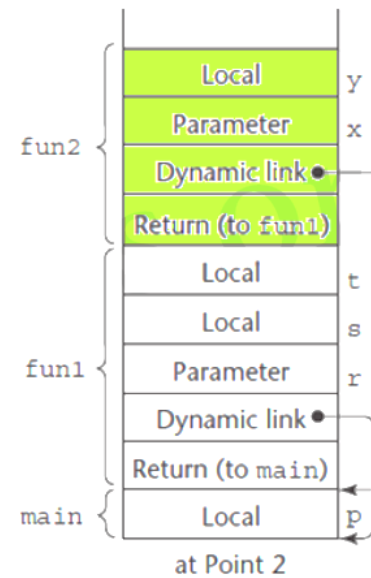 Local y
Parameter x
fun2
Dynamic link
Return (to fun1)
Local t
Local s
fun1
Parameter r
Dynamic link
Return (to main)
main Local p
at Point 2